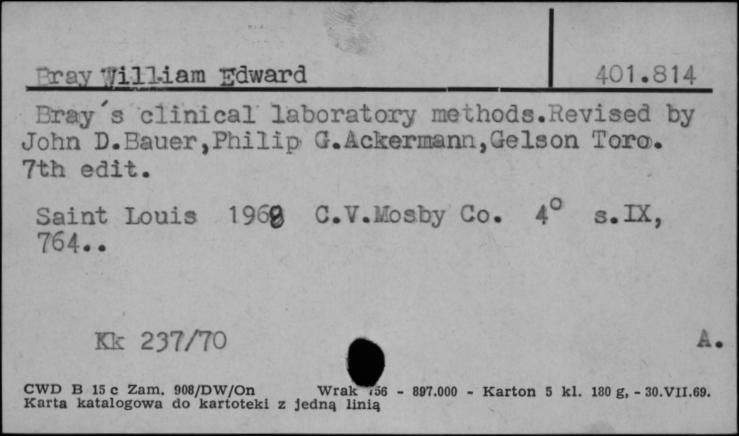 Bray William Edward 401.814
Bray's clinical laboratory methods.Revised by
John D.Bauer,Philip G.Ackermann,Gelson Toro.
7th edit.
Saint Louis 1968 C.V.Mosby Co. 4° s.IX,
764..
Kk 237/70 A.
CWD B 15 c Zam. 908/DW/On Wrak - 897.000 - Karton 5 kl. 180 g, - 30.VII.69.
Karta katalogowa do kartoteki z jedną linią